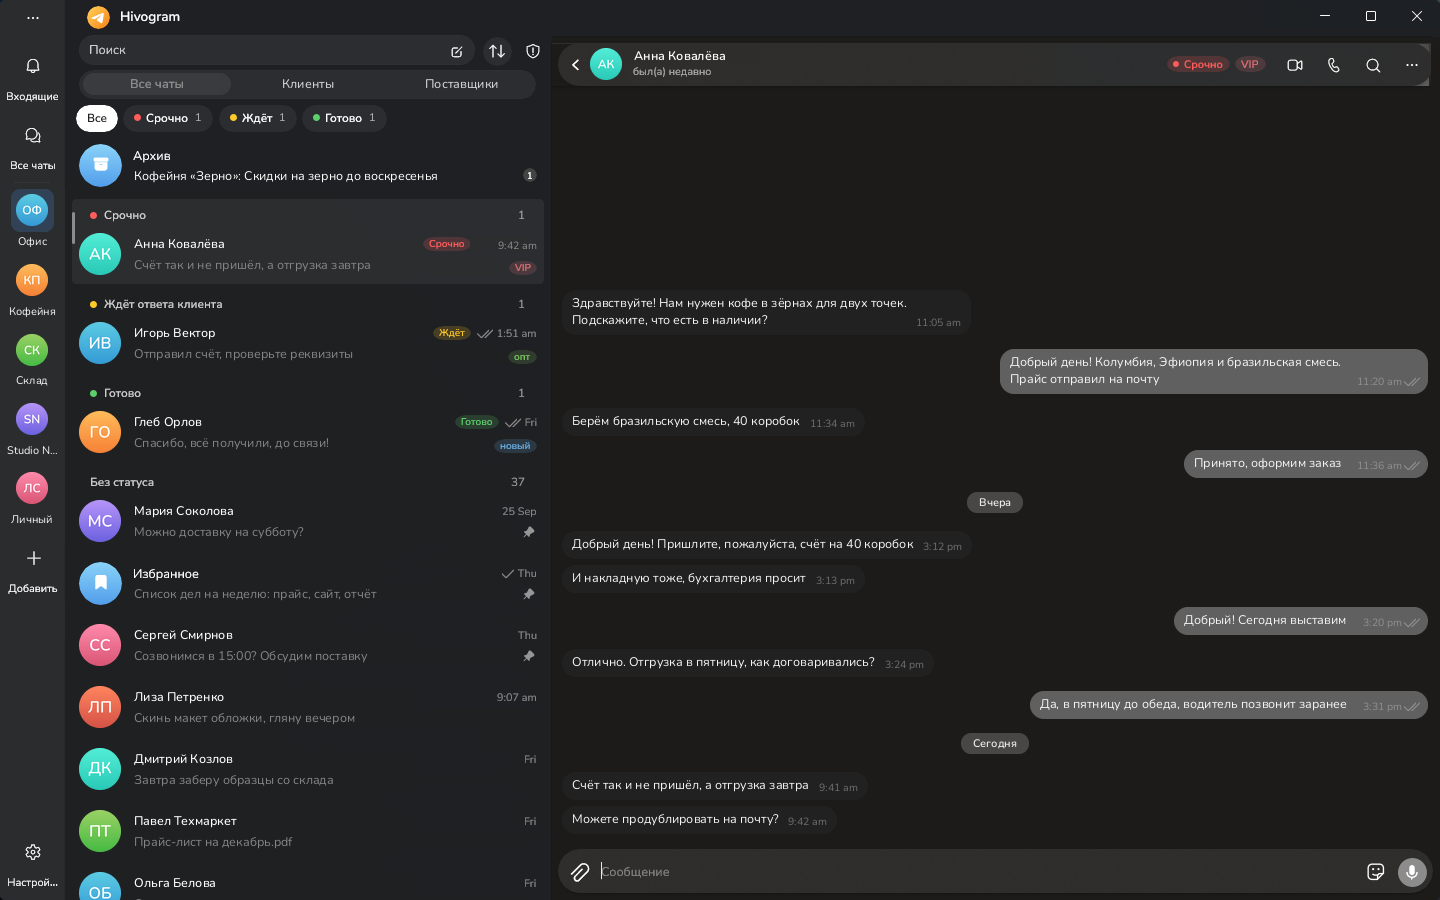 Hivogram
Входящие
Все чаты
ОФ
Офис
КП
Кофейня
СК
Склад
SN
Studio N...
ЛС
Личный
Добавить
Настрой...
Поиск
Все чаты
Клиенты
Поставщики
Все
Срочно 1
Ждёт 1
Готово 1
Архив
Кофейня «Зерно»: Скидки на зерно до воскресенья 1
Срочно 1
АК
Анна Ковалёва Срочно 9:42 am
Счёт так и не пришёл, а отгрузка завтра VIP
Ждёт ответа клиента 1
ИВ
Игорь Вектор Ждёт 1:51 am
Отправил счёт, проверьте реквизиты опт
Готово 1
ГО
Глеб Орлов Готово Fri
Спасибо, всё получили, до связи! новый
Без статуса 37
МС
Мария Соколова 25 Sep
Можно доставку на субботу?
Избранное Thu
Список дел на неделю: прайс, сайт, отчёт
СС
Сергей Смирнов Thu
Созвонимся в 15:00? Обсудим поставку
ЛП
Лиза Петренко 9:07 am
Скинь макет обложки, гляну вечером
ДК
Дмитрий Козлов Fri
Завтра заберу образцы со склада
ПТ
Павел Техмаркет Fri
Прайс-лист на декабрь.pdf
ОБ
Ольга Белова Fri
АК
Анна Ковалёва
был(а) недавно
Срочно VIP
Здравствуйте! Нам нужен кофе в зёрнах для двух точек.
Подскажите, что есть в наличии? 11:05 am
Добрый день! Колумбия, Эфиопия и бразильская смесь.
Прайс отправил на почту 11:20 am
Берём бразильскую смесь, 40 коробок 11:34 am
Принято, оформим заказ 11:36 am
Вчера
Добрый день! Пришлите, пожалуйста, счёт на 40 коробок 3:12 pm
И накладную тоже, бухгалтерия просит 3:13 pm
Добрый! Сегодня выставим 3:20 pm
Отлично. Отгрузка в пятницу, как договаривались? 3:24 pm
Да, в пятницу до обеда, водитель позвонит заранее 3:31 pm
Сегодня
Счёт так и не пришёл, а отгрузка завтра 9:41 am
Можете продублировать на почту? 9:42 am
Сообщение